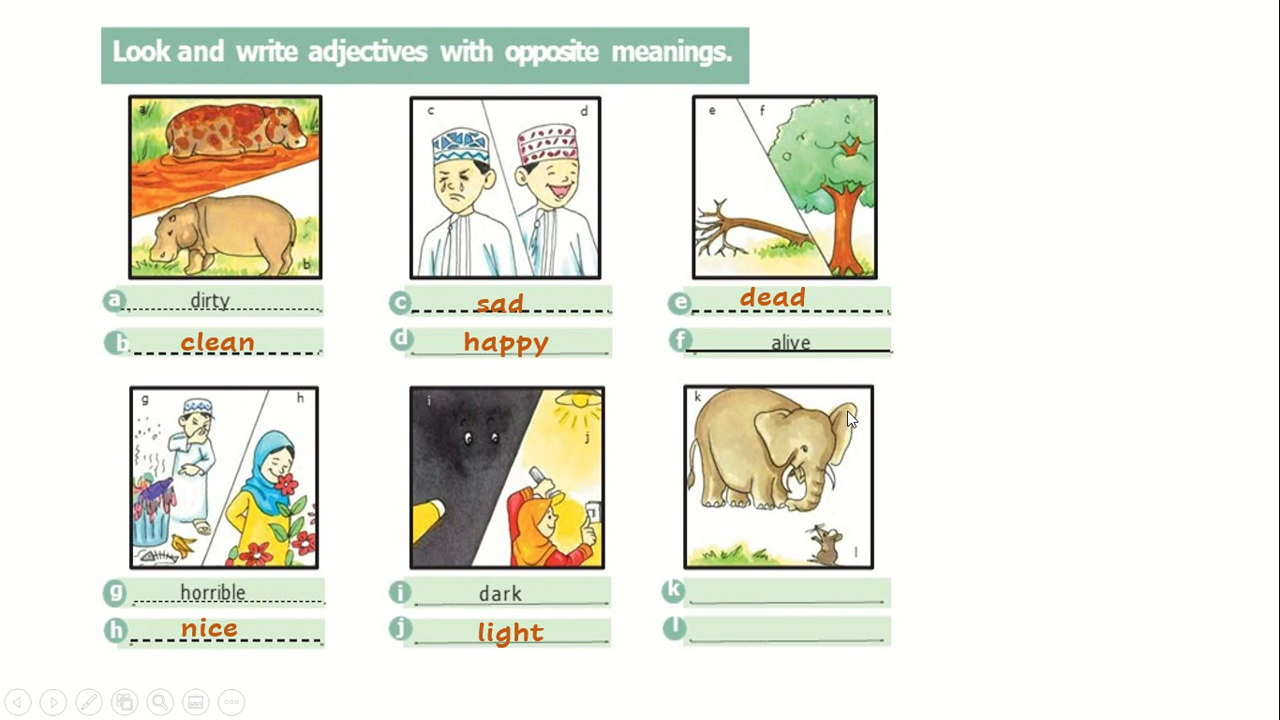 Look and write adjectives with opposite meanings.
a
b
c d
e f
a dirty
b clean
c sad
d happy
e dead
f alive
g h
i
j
k
l
g horrible
h nice
i dark
j light
k
l